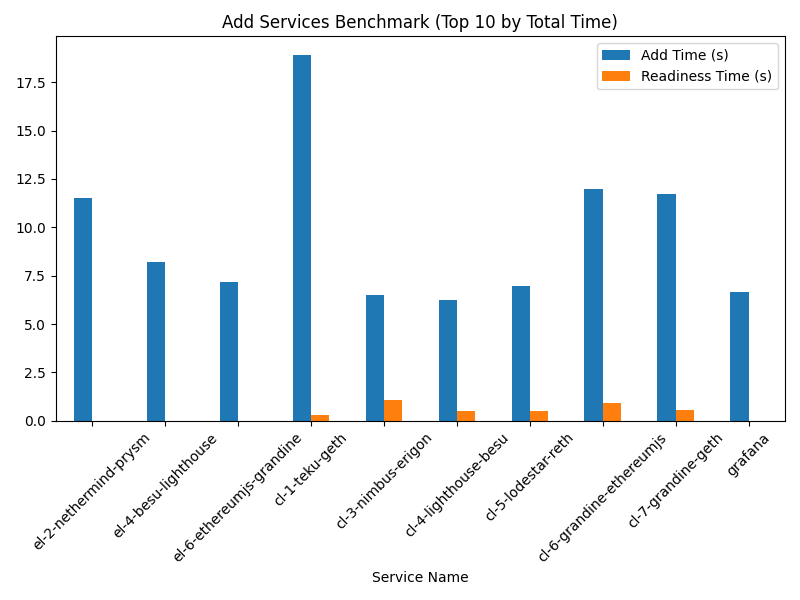 Add Services Benchmark (Top 10 by Total Time)
Add Time (s)
Readiness Time (s)
17.5
15.0
12.5
10.0
7.5
5.0
2.5
0.0
el-2-nethermind-prysm
el-4-besu-lighthouse
el-6-ethereumjs-grandine
cl-1-teku-geth
cl-3-nimbus-erigon
cl-4-lighthouse-besu
cl-5-lodestar-reth
cl-6-grandine-ethereumjs
cl-7-grandine-geth
grafana
Service Name